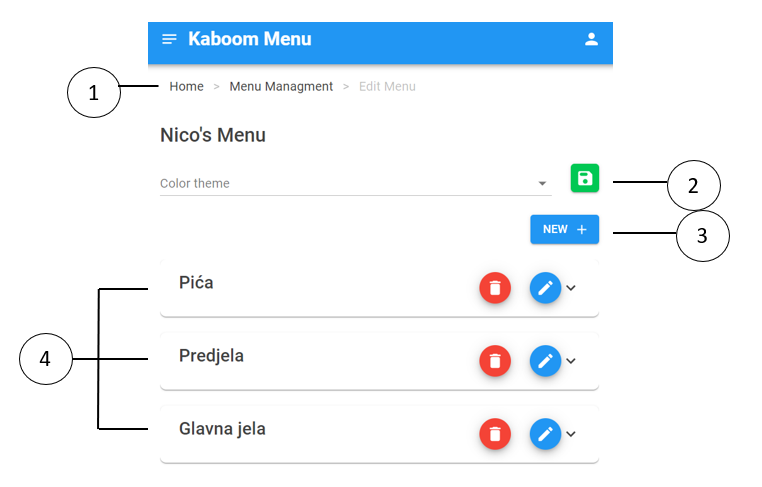 Kaboom Menu
1
Home > Menu Managment > Edit Menu
Nico's Menu
Color theme
2
NEW +
3
Pića
4
Predjela
Glavna jela